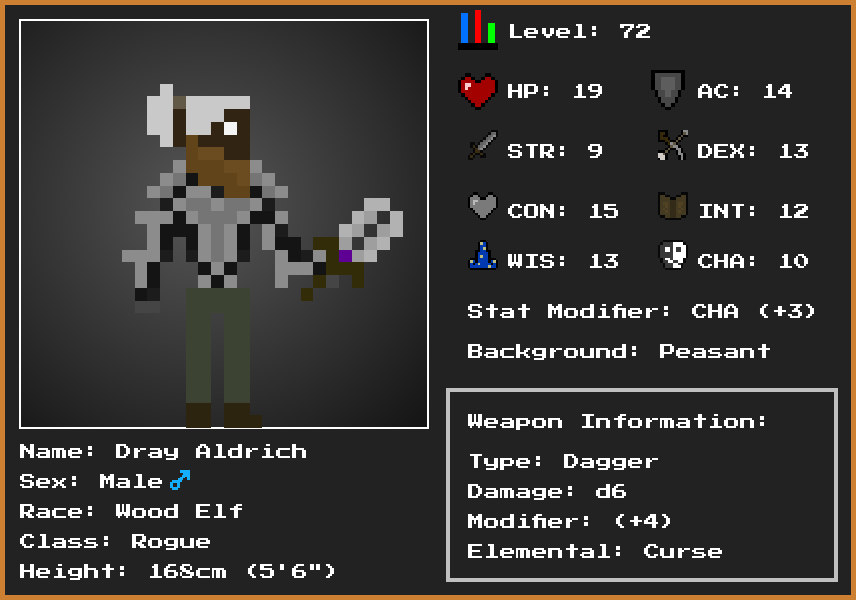 Level: 72
HP: 19 AC: 14
STR: 9 DEX: 13
CON: 15 INT: 12
WIS: 13 CHA: 10
Stat Modifier: CHA (+3)
Background: Peasant
Weapon Information:
Type: Dagger
Damage: d6
Modifier: (+4)
Elemental: Curse
Name: Dray Aldrich
Sex: Male ♂
Race: Wood Elf
Class: Rogue
Height: 168cm (5'6")